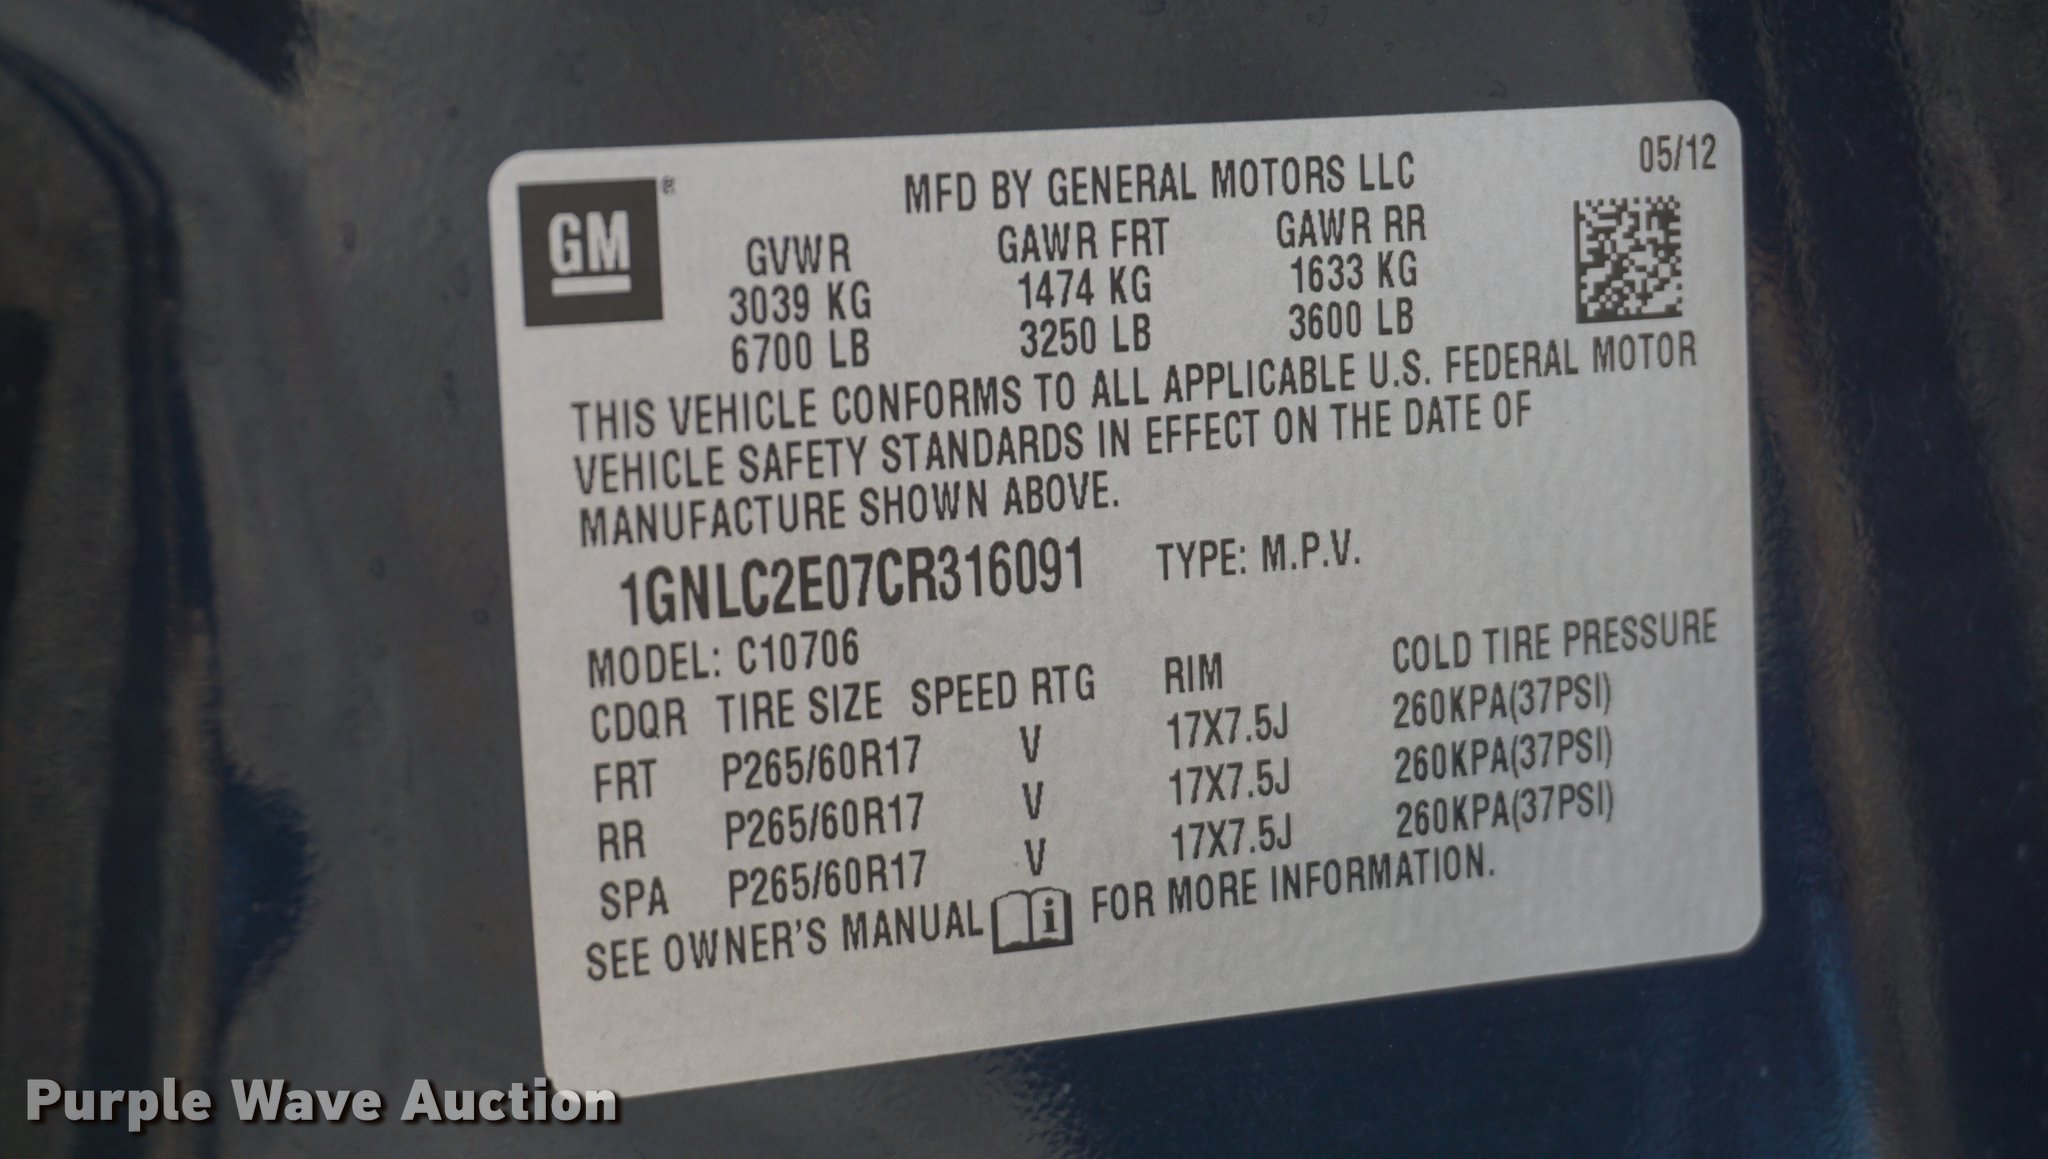 05/12
GM ®
MFD BY GENERAL MOTORS LLC
GVWR GAWR FRT GAWR RR
3039 KG 1474 KG 1633 KG
6700 LB 3250 LB 3600 LB
THIS VEHICLE CONFORMS TO ALL APPLICABLE U.S. FEDERAL MOTOR
VEHICLE SAFETY STANDARDS IN EFFECT ON THE DATE OF
MANUFACTURE SHOWN ABOVE.
1GNLC2E07CR316091 TYPE: M.P.V.
MODEL: C10706
CDQR TIRE SIZE SPEED RTG RIM COLD TIRE PRESSURE
FRT P265/60R17 V 17X7.5J 260KPA(37PSI)
RR P265/60R17 V 17X7.5J 260KPA(37PSI)
SPA P265/60R17 V 17X7.5J 260KPA(37PSI)
SEE OWNER'S MANUAL i FOR MORE INFORMATION.
Purple Wave Auction